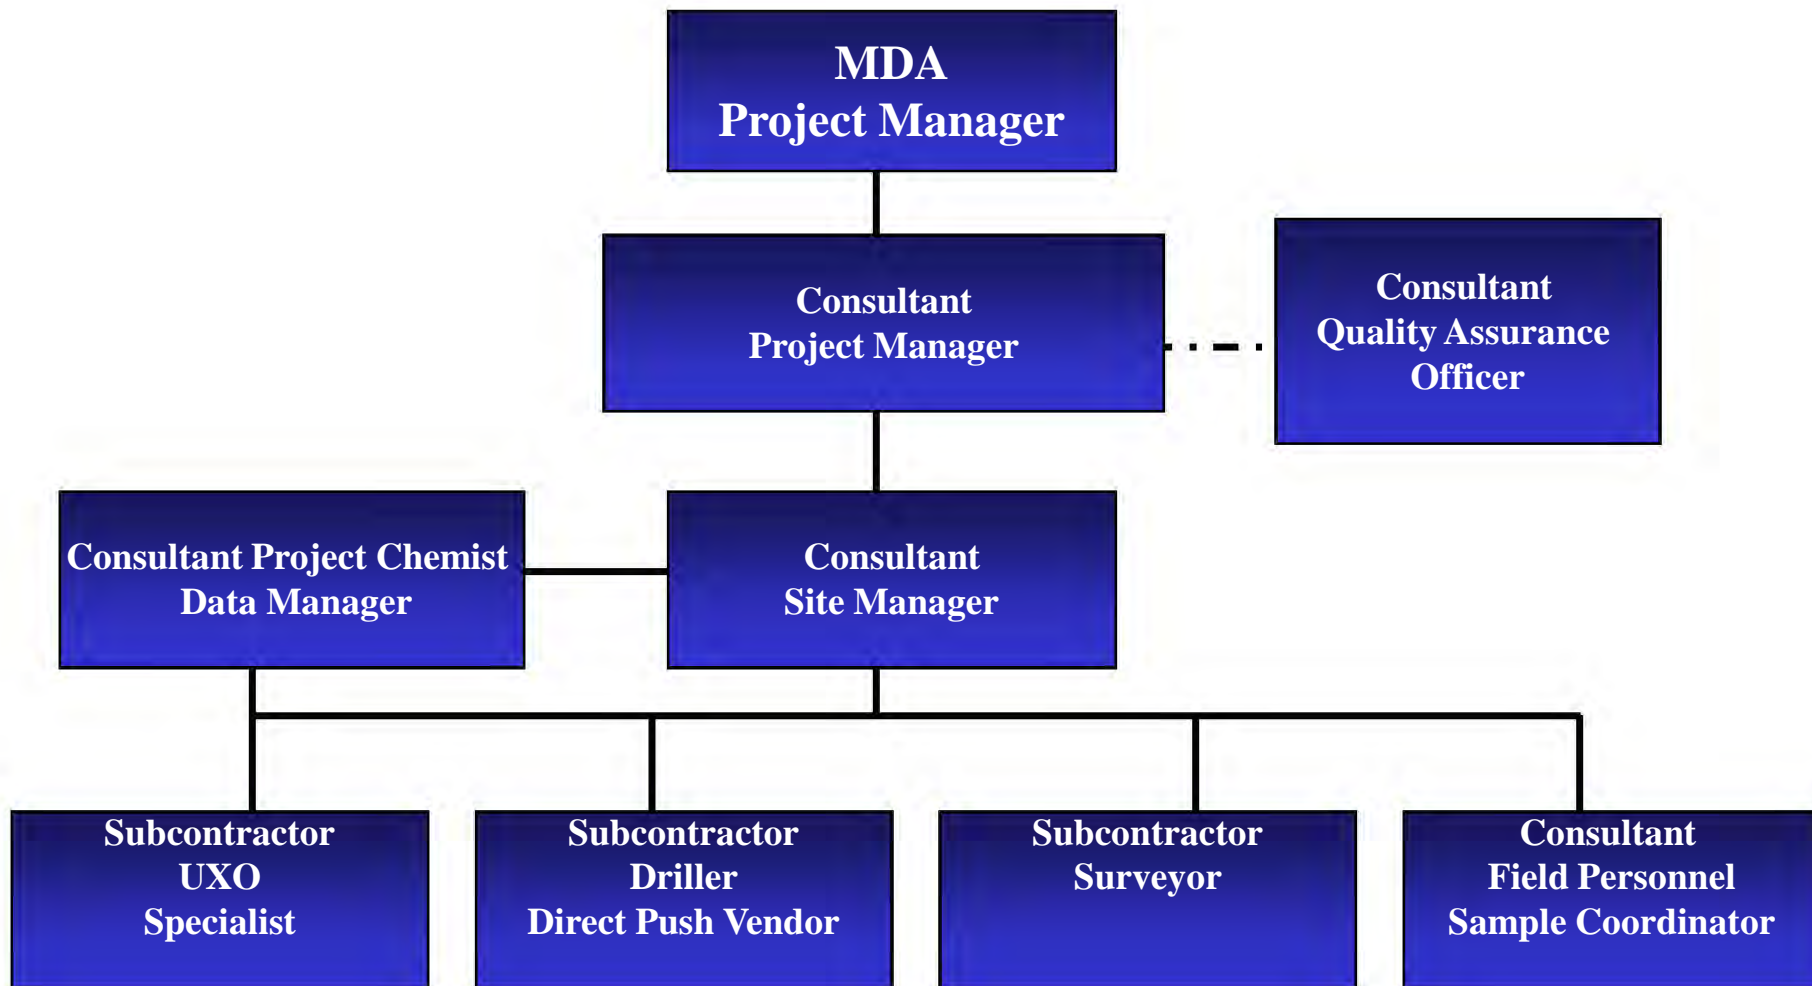 MDA
Project Manager
Consultant
Project Manager
Consultant
Quality Assurance
Officer
Consultant Project Chemist
Data Manager
Consultant
Site Manager
Subcontractor
UXO
Specialist
Subcontractor
Driller
Direct Push Vendor
Subcontractor
Surveyor
Consultant
Field Personnel
Sample Coordinator